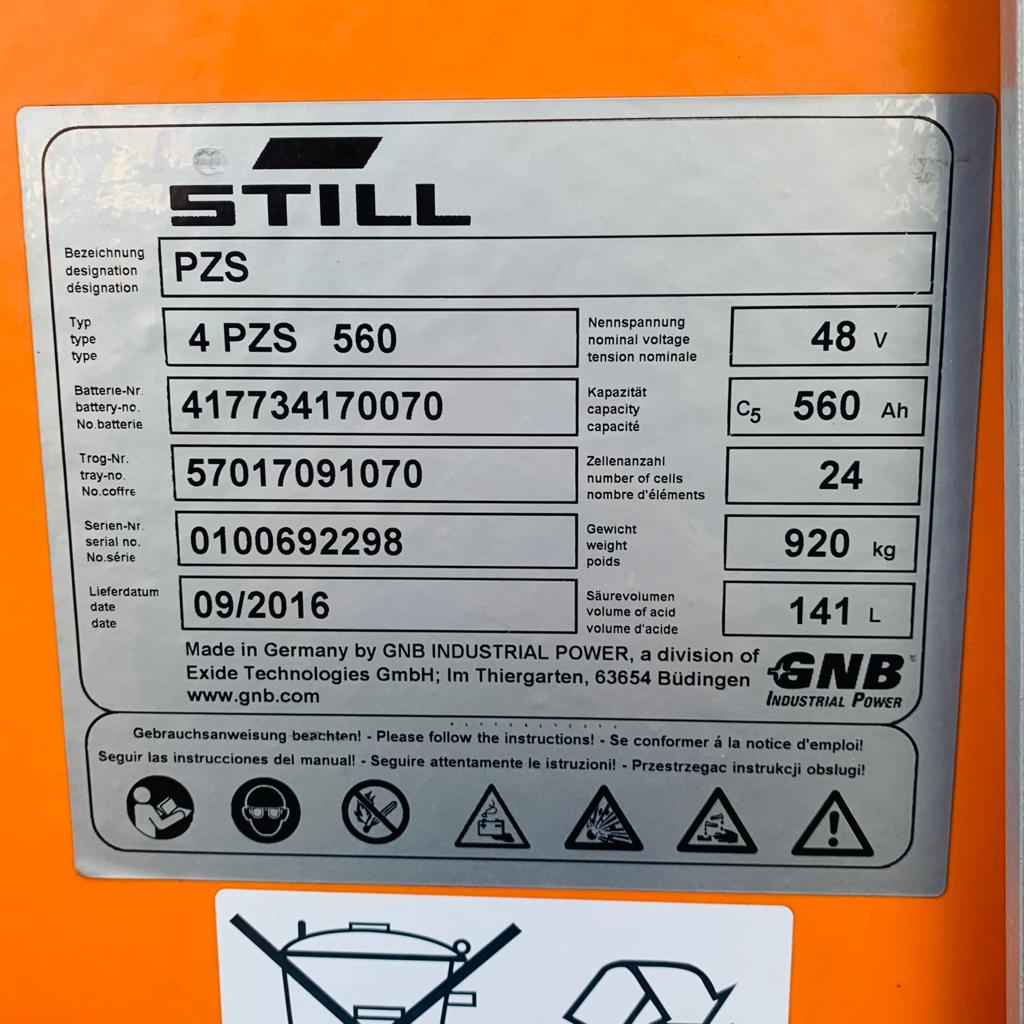 STILL
Bezeichnung
designation
désignation
PZS
Typ
type
type
4 PZS 560
Nennspannung
nominal voltage
tension nominale
48 V
Batterie-Nr.
battery-no.
No.batterie
417734170070
Kapazität
capacity
capacité
C5 560 Ah
Trog-Nr.
tray-no.
No.coffre
57017091070
Zellenanzahl
number of cells
nombre d'éléments
24
Serien-Nr.
serial no.
No.série
0100692298
Gewicht
weight
poids
920 kg
Lieferdatum
date
date
09/2016
Säurevolumen
volume of acid
volume d'acide
141 L
Made in Germany by GNB INDUSTRIAL POWER, a division of
Exide Technologies GmbH; Im Thiergarten, 63654 Büdingen
www.gnb.com
GNB®
INDUSTRIAL POWER
Gebrauchsanweisung beachten! - Please follow the instructions! - Se conformer á la notice d'emploi!
Seguir las instrucciones del manual! - Seguire attentamente le istruzioni! - Przestrzegac instrukcji obslugi!